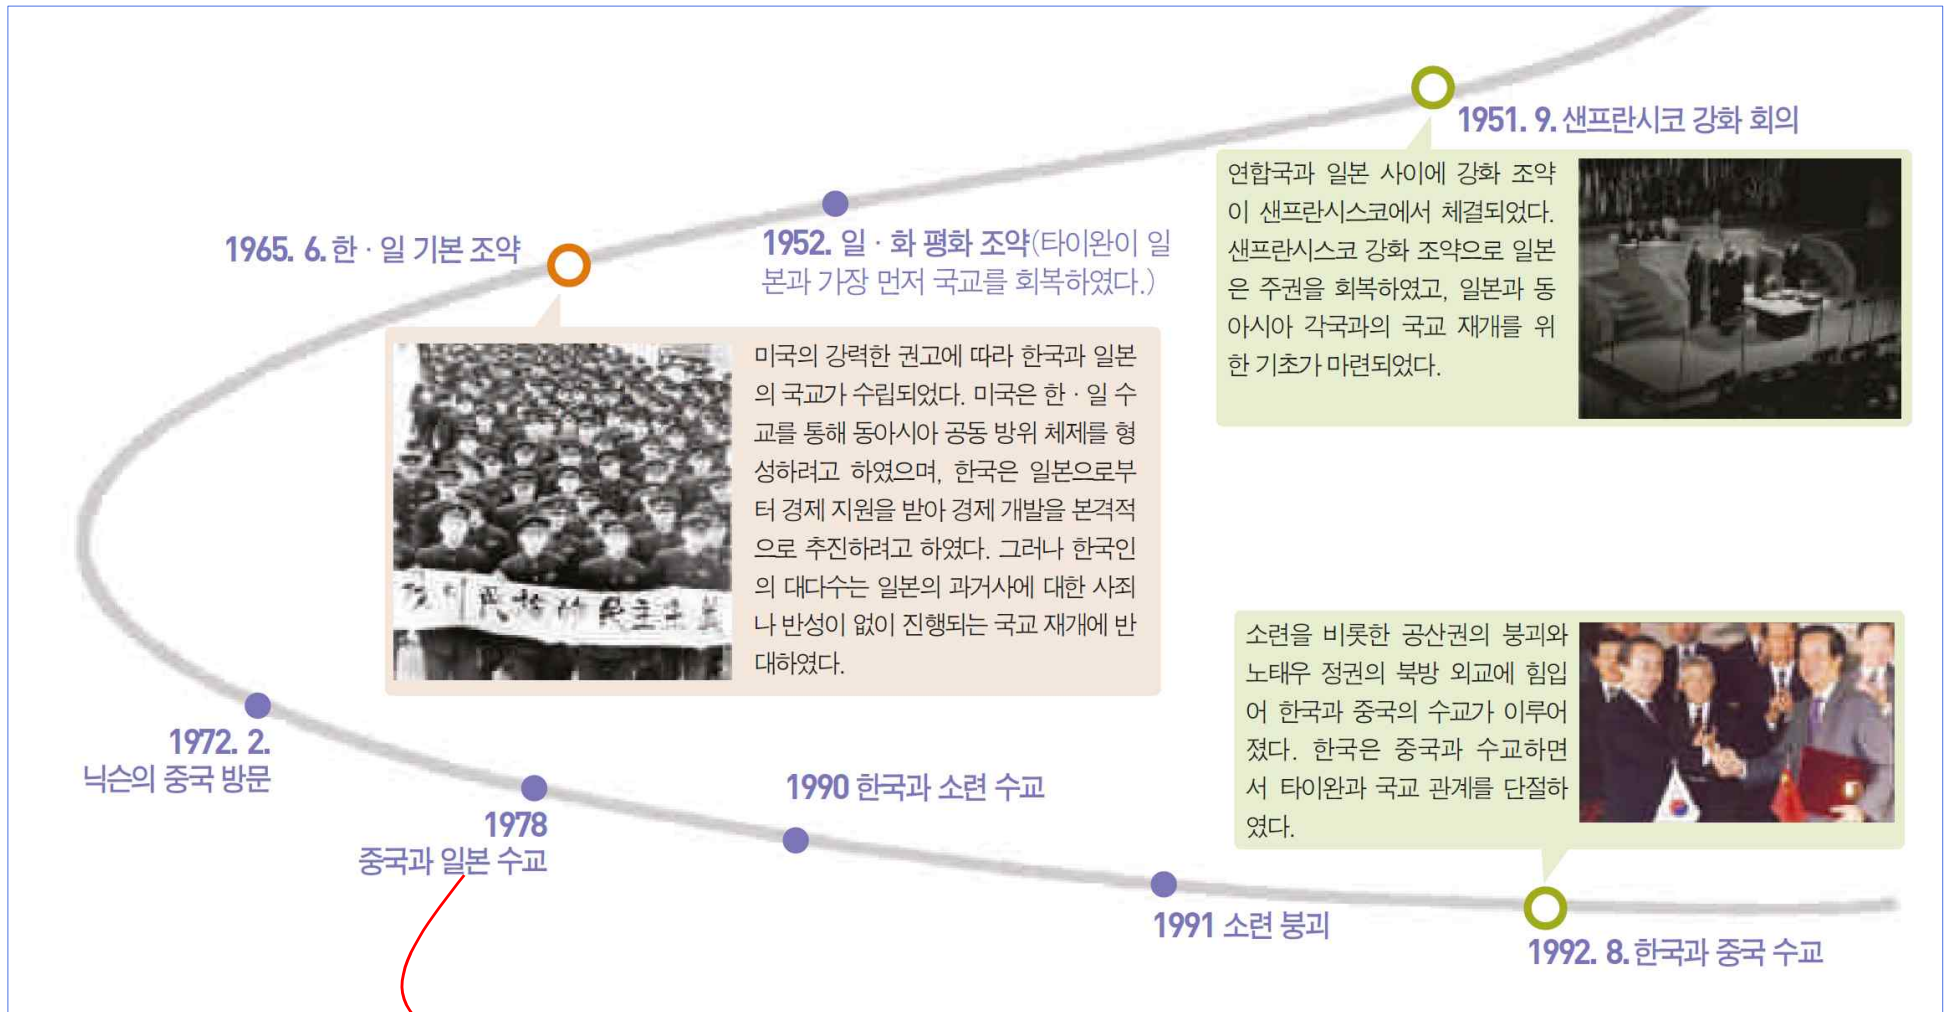 1951. 9. 샌프란시코 강화 회의
연합국과 일본 사이에 강화 조약
이 샌프란시스코에서 체결되었다.
샌프란시스코 강화 조약으로 일본
은 주권을 회복하였고, 일본과 동
아시아 각국과의 국교 재개를 위
한 기초가 마련되었다.
1952. 일 · 화 평화 조약(타이완이 일
본과 가장 먼저 국교를 회복하였다.)
1965. 6. 한 · 일 기본 조약
미국의 강력한 권고에 따라 한국과 일본
의 국교가 수립되었다. 미국은 한 · 일 수
교를 통해 동아시아 공동 방위 체제를 형
성하려고 하였으며, 한국은 일본으로부
터 경제 지원을 받아 경제 개발을 본격적
으로 추진하려고 하였다. 그러나 한국인
의 대다수는 일본의 과거사에 대한 사죄
나 반성이 없이 진행되는 국교 재개에 반
대하였다.
民主主義
1972. 2.
닉슨의 중국 방문
1978
중국과 일본 수교
1990 한국과 소련 수교
1991 소련 붕괴
소련을 비롯한 공산권의 붕괴와
노태우 정권의 북방 외교에 힘입
어 한국과 중국의 수교가 이루어
졌다. 한국은 중국과 수교하면
서 타이완과 국교 관계를 단절하
였다.
1992. 8. 한국과 중국 수교